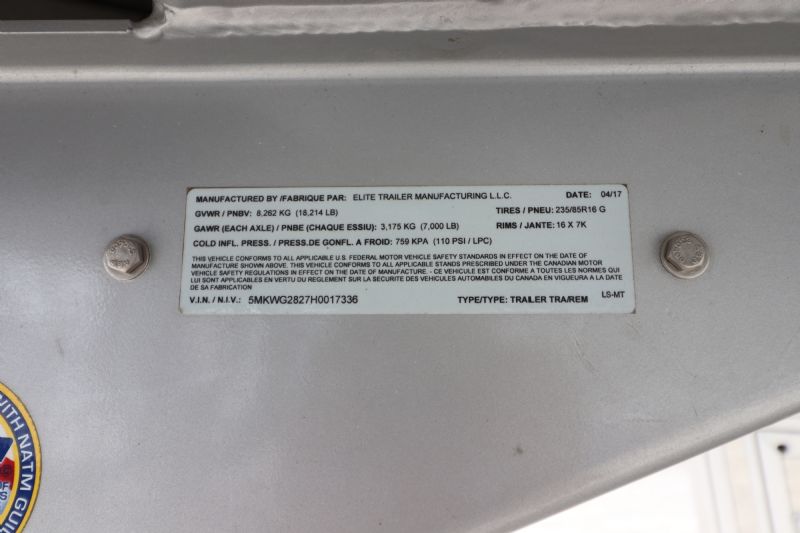 MANUFACTURED BY /FABRIQUE PAR: ELITE TRAILER MANUFACTURING L.L.C. DATE: 04/17
GVWR / PNBV: 8,262 KG (18,214 LB) TIRES / PNEU: 235/85R16 G
GAWR (EACH AXLE) / PNBE (CHAQUE ESSIU): 3,175 KG (7,000 LB) RIMS / JANTE: 16 X 7K
COLD INFL. PRESS. / PRESS.DE GONFL. A FROID: 759 KPA (110 PSI / LPC)
THIS VEHICLE CONFORMS TO ALL APPLICABLE U.S. FEDERAL MOTOR VEHICLE SAFETY STANDARDS IN EFFECT ON THE DATE OF
MANUFACTURE SHOWN ABOVE. THIS VEHICLE CONFORMS TO ALL APPLICABLE STANDS PRESCRIBED UNDER THE CANADIAN MOTOR
VEHICLE SAFETY REGULATIONS IN EFFECT ON THE DATE OF MANUFACTURE. - CE VEHICULE EST CONFORME A TOUTES LES NORMES QUI
LUI SONT APPLICABLES EN VERTU DU REGLEMENT SUR LA SECURITE DES VEHICULES AUTOMABILES DU CANADA EN VIGUEURA A LA DATE
DE SA FABRICATION
V.I.N. / N.I.V.: 5MKWG2827H0017336 TYPE/TYPE: TRAILER TRA/REM LS-MT
WITH NATM GUI